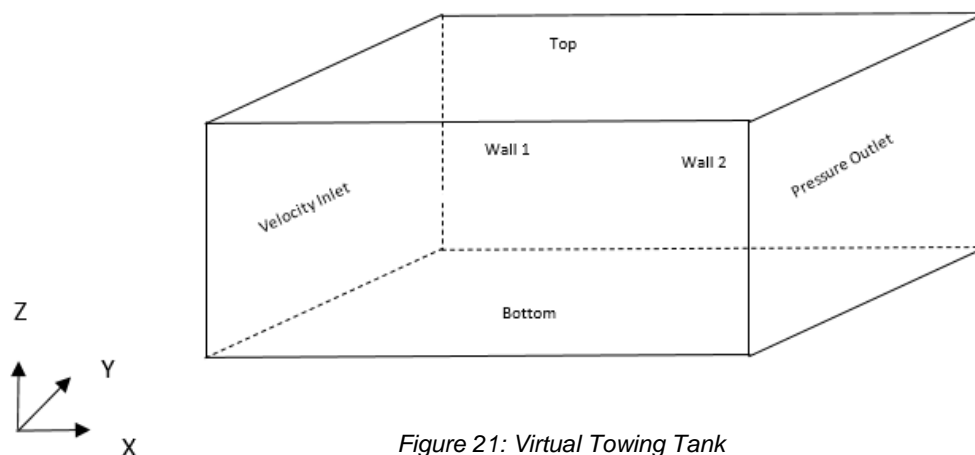 Top
Wall 1
Wall 2
Velocity Inlet
Pressure Outlet
Bottom
Z
Y
X
Figure 21: Virtual Towing Tank